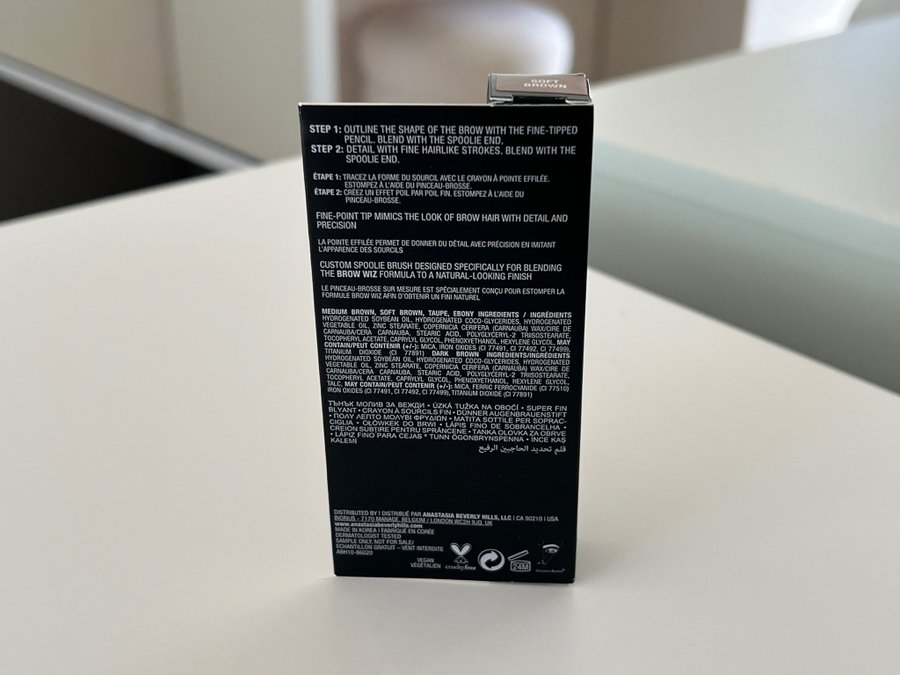 SOFT
BROWN
STEP 1: OUTLINE THE SHAPE OF THE BROW WITH THE FINE-TIPPED
PENCIL. BLEND WITH THE SPOOLIE END.
STEP 2: DETAIL WITH FINE HAIRLIKE STROKES. BLEND WITH THE
SPOOLIE END.
ÉTAPE 1: TRACEZ LA FORME DU SOURCIL AVEC LE CRAYON À POINTE EFFILÉE.
ESTOMPEZ À L'AIDE DU PINCEAU-BROSSE.
ÉTAPE 2: CRÉEZ UN EFFET POIL PAR POIL FIN. ESTOMPEZ À L'AIDE DU
PINCEAU-BROSSE.
FINE-POINT TIP MIMICS THE LOOK OF BROW HAIR WITH DETAIL AND
PRECISION
LA POINTE EFFILÉE PERMET DE DONNER DU DÉTAIL AVEC PRÉCISION EN IMITANT
L'APPARENCE DES SOURCILS
CUSTOM SPOOLIE BRUSH DESIGNED SPECIFICALLY FOR BLENDING
THE BROW WIZ FORMULA TO A NATURAL-LOOKING FINISH
LE PINCEAU-BROSSE SUR MESURE EST SPÉCIALEMENT CONÇU POUR ESTOMPER LA
FORMULE BROW WIZ AFIN D'OBTENIR UN FINI NATUREL
MEDIUM BROWN, SOFT BROWN, TAUPE, EBONY INGREDIENTS / INGRÉDIENTS
HYDROGENATED SOYBEAN OIL, HYDROGENATED COCO-GLYCERIDES, HYDROGENATED
VEGETABLE OIL, ZINC STEARATE, COPERNICIA CERIFERA (CARNAUBA) WAX/CIRE DE
CARNAUBA/CERA CARNAUBA, STEARIC ACID, POLYGLYCERYL-2 TRIISOSTEARATE,
TOCOPHERYL ACETATE, CAPRYLYL GLYCOL, PHENOXYETHANOL, HEXYLENE GLYCOL, MAY
CONTAIN/PEUT CONTENIR (+/-): MICA, IRON OXIDES (CI 77491, CI 77492, CI 77499),
TITANIUM DIOXIDE (CI 77891) DARK BROWN INGREDIENTS/INGRÉDIENTS
HYDROGENATED SOYBEAN OIL, HYDROGENATED COCO-GLYCERIDES, HYDROGENATED
VEGETABLE OIL, ZINC STEARATE, COPERNICIA CERIFERA (CARNAUBA) WAX/CIRE DE
CARNAUBA/CERA CARNAUBA, STEARIC ACID, POLYGLYCERYL-2 TRIISOSTEARATE,
TOCOPHERYL ACETATE, CAPRYLYL GLYCOL, PHENOXYETHANOL, HEXYLENE GLYCOL,
TALC, MAY CONTAIN/PEUT CONTENIR (+/-): MICA, FERRIC FERROCYANIDE (CI 77510)
IRON OXIDES (CI 77491, CI 77492, CI 77499), TITANIUM DIOXIDE (CI 77891)
ТЪНЪК МОЛИВ ЗА ВЕЖДИ • ÚZKÁ TUŽKA NA OBOČÍ • SUPER FIN
BLYANT • CRAYON À SOURCILS FIN • DÜNNER AUGENBRAUENSTIFT
• ΠΟΛΥ ΛΕΠΤΟ ΜΟΛΥΒΙ ΦΡΥΔΙΩΝ • MATITA SOTTILE PER SOPRAC-
CIGLIA • OŁÓWEK DO BRWI • LÁPIS FINO DE SOBRANCELHA •
CREION SUBȚIRE PENTRU SPRÂNCENE • TANKA OLOVKA ZA OBRVE
• LÁPIZ FINO PARA CEJAS • TUNN ÖGONBRYNSPENNA • İNCE KAŞ
KALEMİ
قلم تحديد الحاجبين الرفيع
DISTRIBUTED BY | DISTRIBUÉ PAR ANASTASIA BEVERLY HILLS, LLC | CA 90210 | USA
BIORIUS - 7170 MANAGE, BELGIUM / LONDON WC2H 9JQ, UK
www.anastasiabeverlyhills.com
MADE IN KOREA | FABRIQUÉ EN CORÉE
DERMATOLOGIST TESTED
SAMPLE ONLY, NOT FOR SALE/
ÉCHANTILLON GRATUIT – VENT INTERDITE
ABH10-86020
VEGAN
VÉGÉTALIEN
crueltyfree
24M